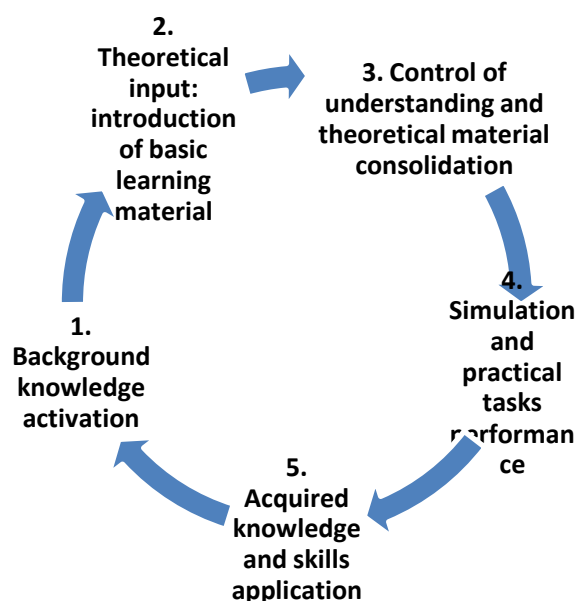 1.
Background
knowledge
activation
2.
Theoretical
input:
introduction
of basic
learning
material
3. Control of
understanding and
theoretical material
consolidation
4.
Simulation
and
practical
tasks
performan
ce
5.
Acquired
knowledge
and skills
application